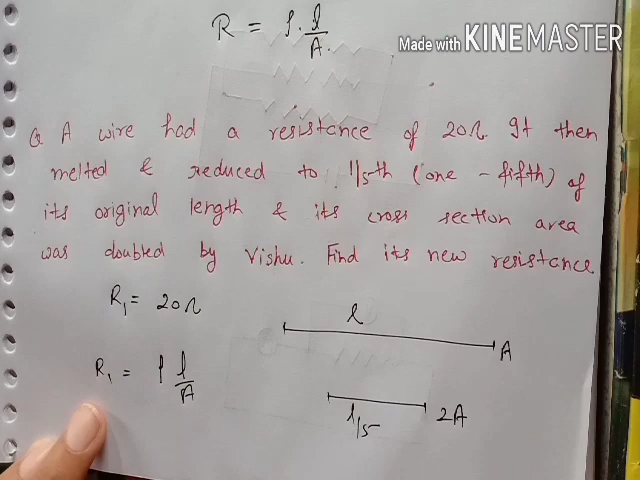 R = ρ. l/A.
Made with KINEMASTER
Q A wire had a resistance of 20Ω. It then
melted & reduced to 1/5th (one - fifth) of
its original length & its cross section area
was doubled by Vishu. Find its new resistance
R₁ = 20Ω
l
A
R₁ = ρ l/A
l/5
2A